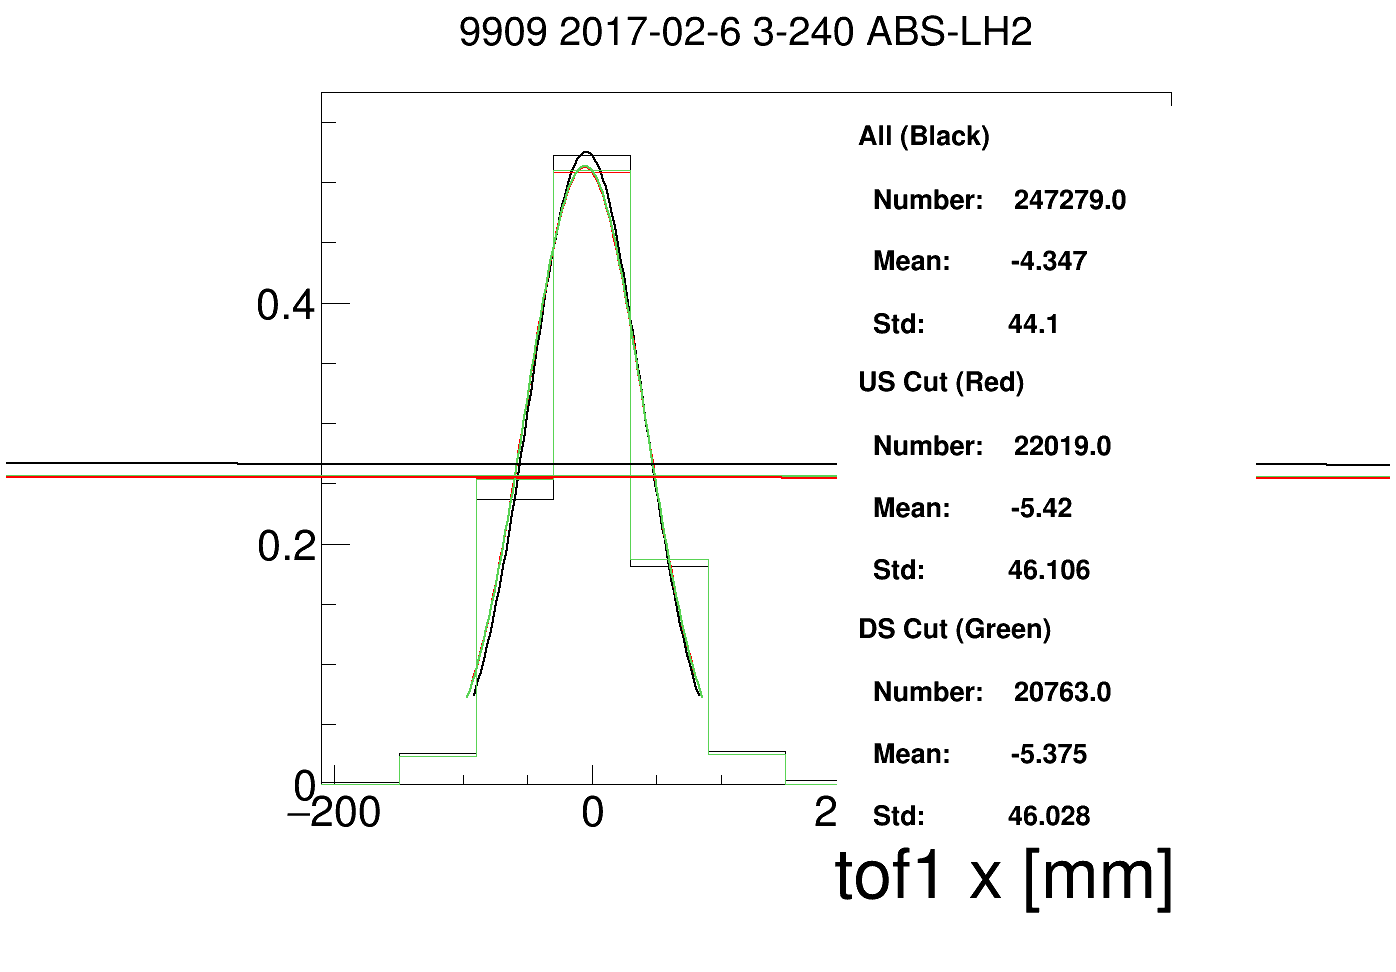 9909 2017-02-6 3-240 ABS-LH2
All (Black)
Number: 247279.0
Mean: -4.347
Std: 44.1
US Cut (Red)
Number: 22019.0
Mean: -5.42
Std: 46.106
DS Cut (Green)
Number: 20763.0
Mean: -5.375
Std: 46.028
0.4
0.2
0
−200 0 2
tof1 x [mm]